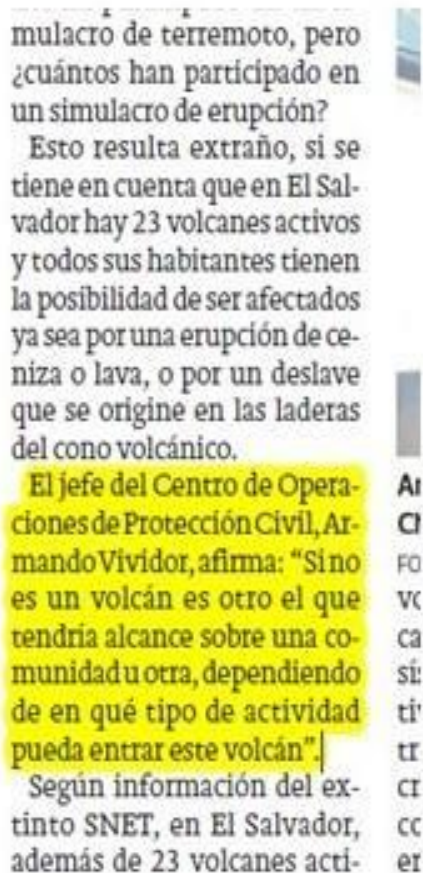 mulacro de terremoto, pero
¿cuántos han participado en
un simulacro de erupción?
Esto resulta extraño, si se
tiene en cuenta que en El Sal-
vador hay 23 volcanes activos
y todos sus habitantes tienen
la posibilidad de ser afectados
ya sea por una erupción de ce-
niza o lava, o por un deslave
que se origine en las laderas
del cono volcánico.
El jefe del Centro de Opera-
ciones de Protección Civil, Ar-
mando Vividor, afirma: “Si no
es un volcán es otro el que
tendría alcance sobre una co-
munidad u otra, dependiendo
de en qué tipo de actividad
pueda entrar este volcán”.
Según información del ex-
tinto SNET, en El Salvador,
además de 23 volcanes acti-